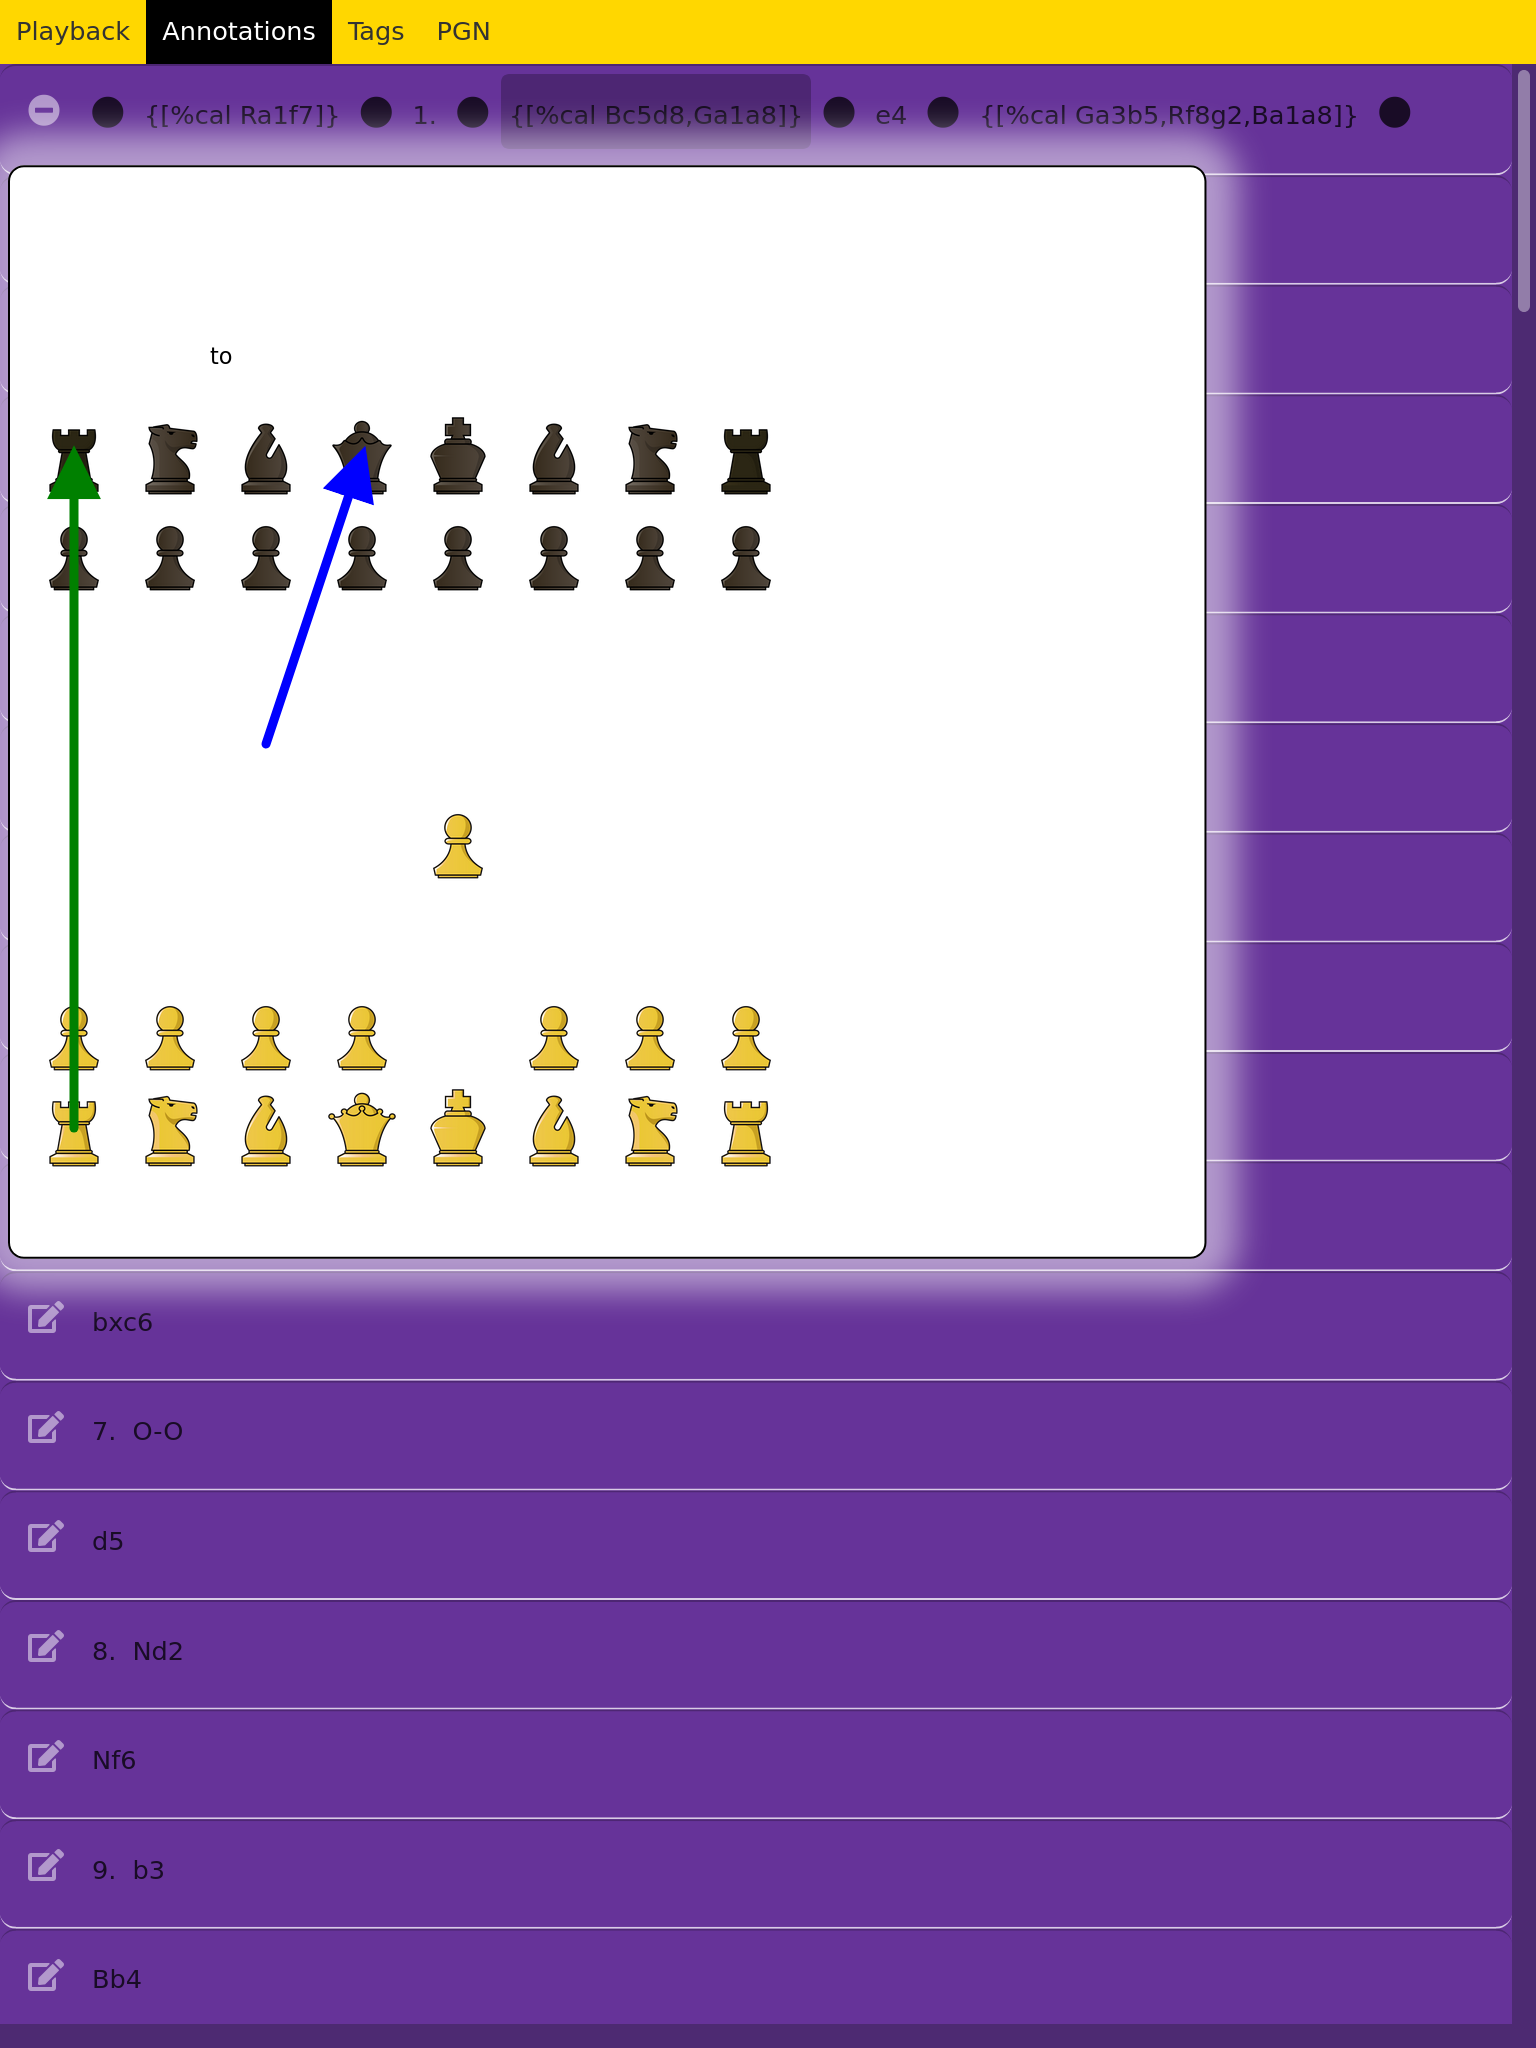 Playback Annotations Tags PGN
{[%cal Ra1f7]} 1. {[%cal Bc5d8,Ga1a8]} e4 {[%cal Ga3b5,Rf8g2,Ba1a8]}
to
bxc6
7. O-O
d5
8. Nd2
Nf6
9. b3
Bb4